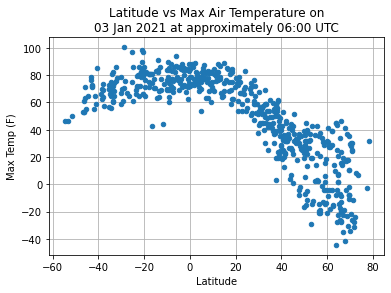 Latitude vs Max Air Temperature on
03 Jan 2021 at approximately 06:00 UTC
100
80
60
40
20
0
−20
−40
Max Temp (F)
−60 −40 −20 0 20 40 60 80
Latitude